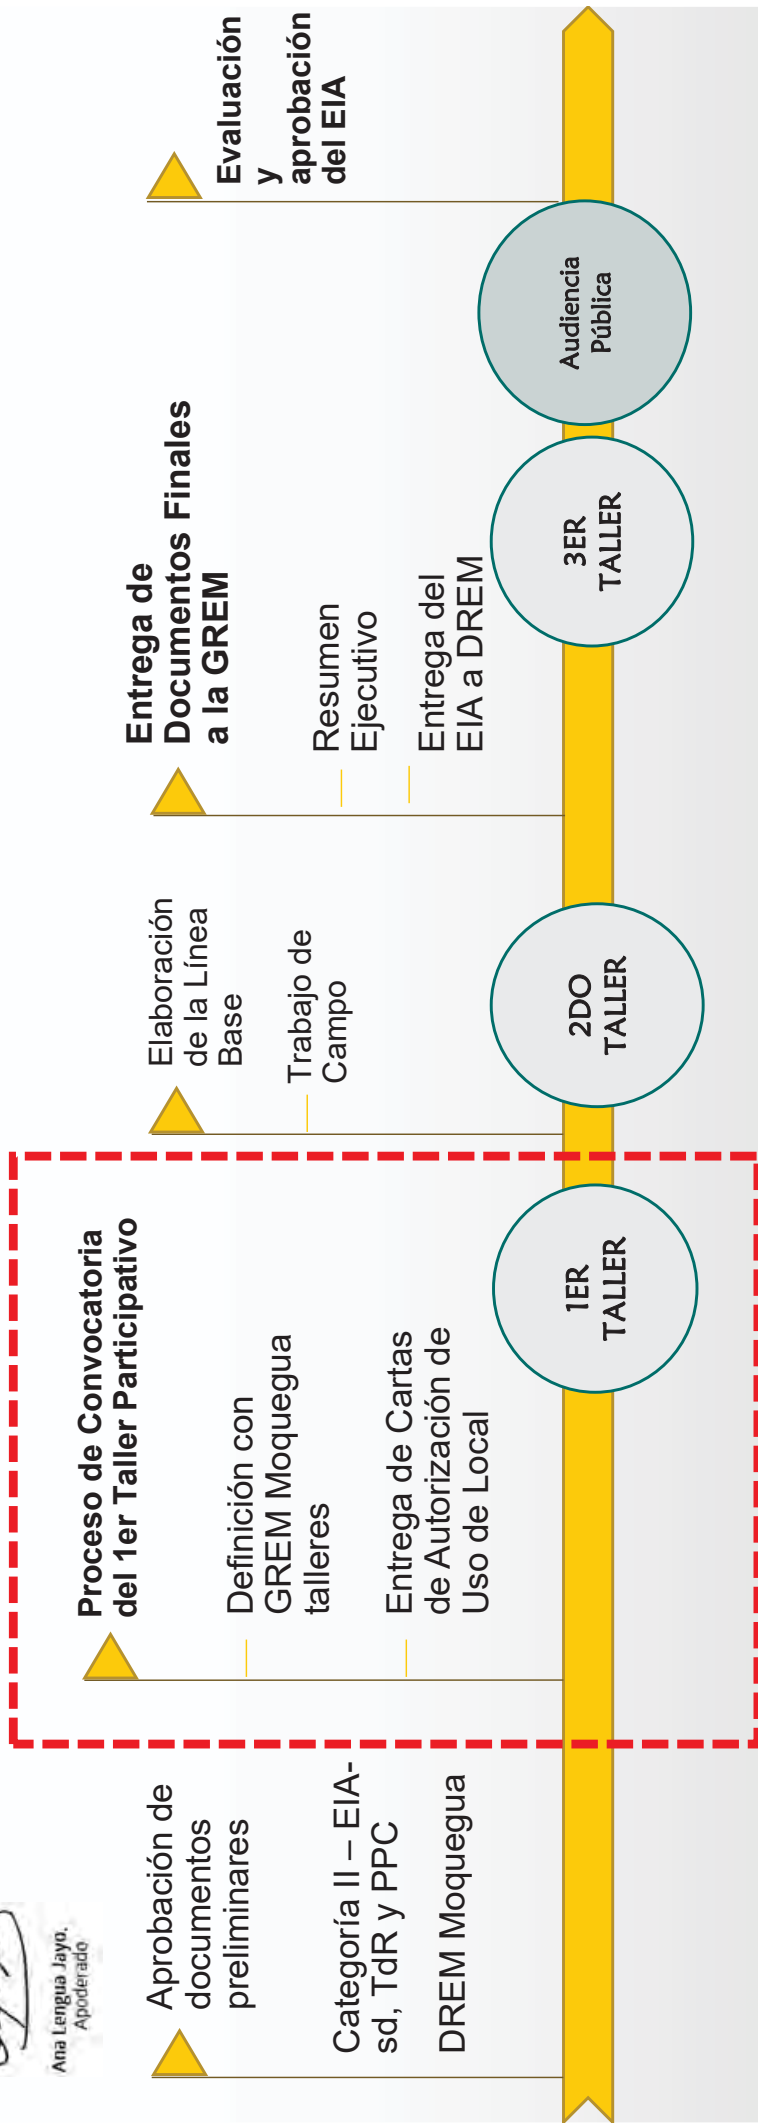 Ana Lengua Jayo.
Apoderado
Aprobación de
documentos
preliminares
Categoría II – EIA-
sd, TdR y PPC
DREM Moquegua
Proceso de Convocatoria
del 1er Taller Participativo
Definición con
GREM Moquegua
talleres
Entrega de Cartas
de Autorización de
Uso de Local
1ER
TALLER
Elaboración
de la Línea
Base
Trabajo de
Campo
2DO
TALLER
Entrega de
Documentos Finales
a la GREM
Resumen
Ejecutivo
Entrega del
EIA a DREM
3ER
TALLER
Audiencia
Pública
Evaluación
y
aprobación
del EIA